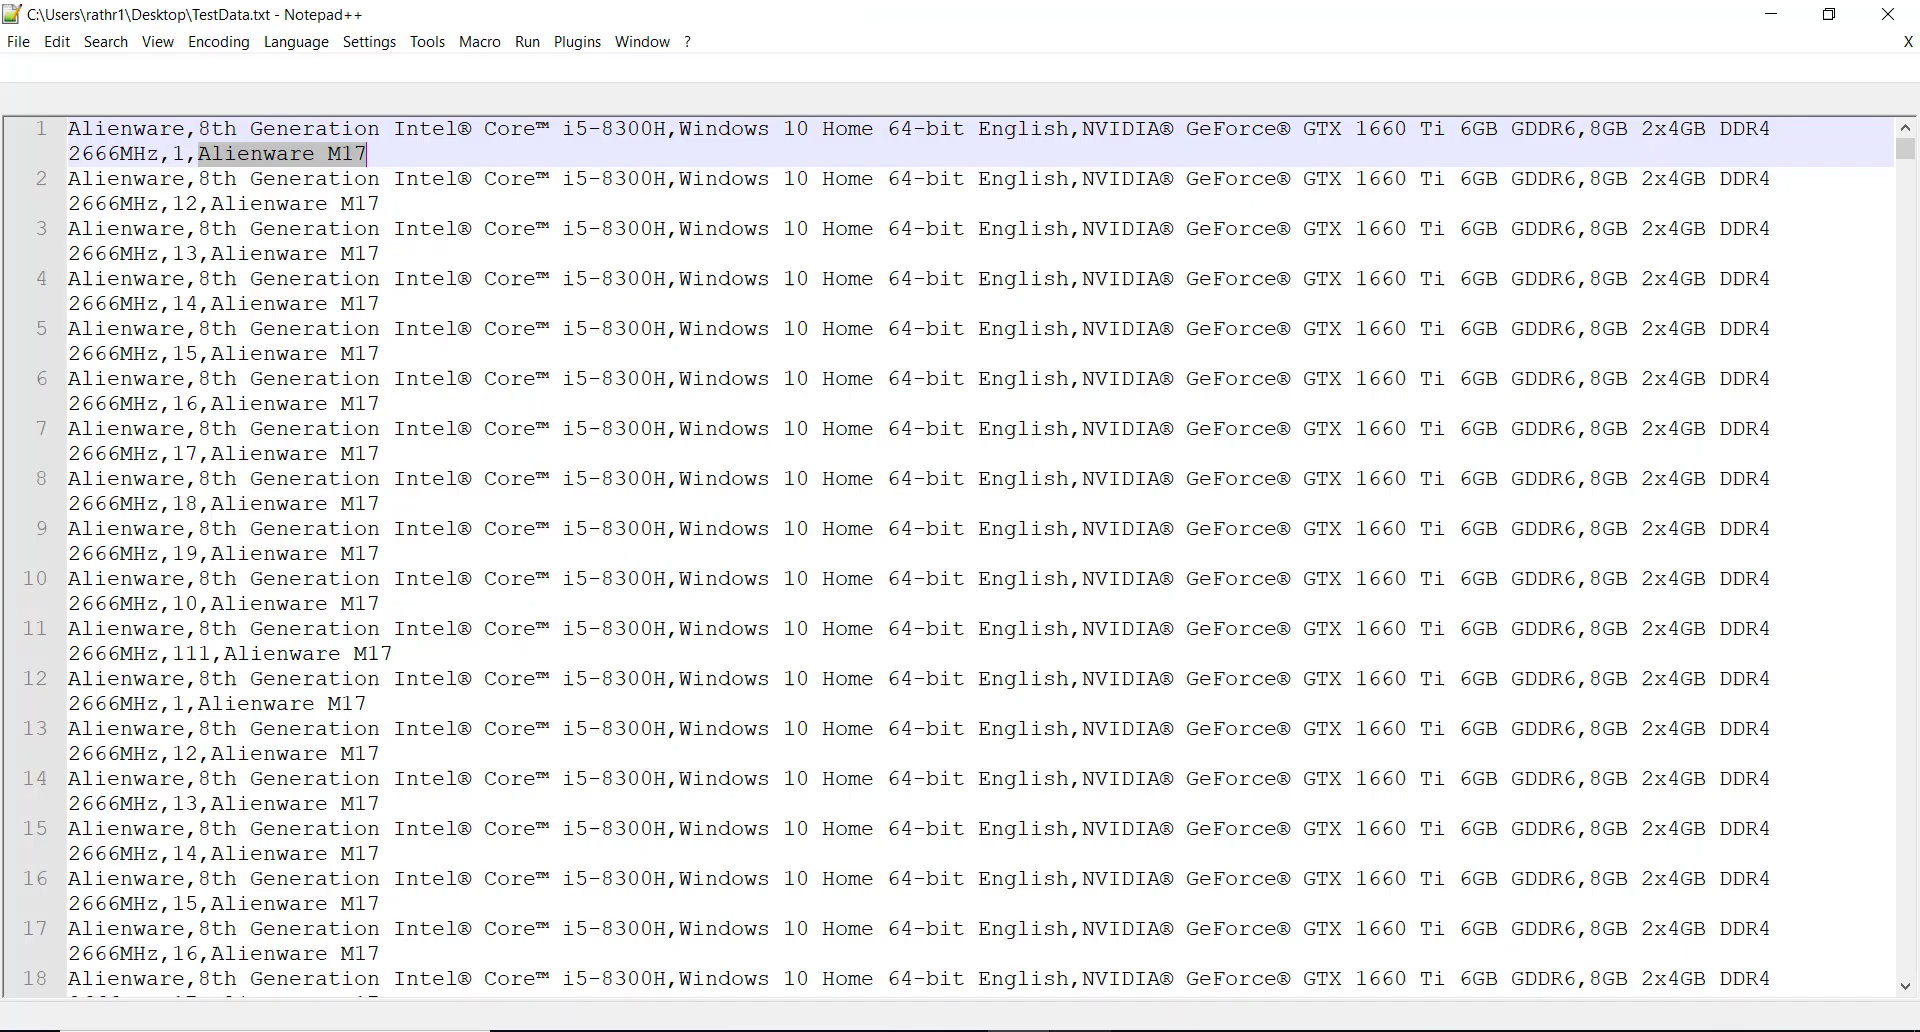 C:\Users\rathr1\Desktop\TestData.txt - Notepad++
File Edit Search View Encoding Language Settings Tools Macro Run Plugins Window ? X
1 Alienware,8th Generation Intel® Core™ i5-8300H,Windows 10 Home 64-bit English,NVIDIA® GeForce® GTX 1660 Ti 6GB GDDR6,8GB 2x4GB DDR4
2666MHz,1,Alienware M17
2 Alienware,8th Generation Intel® Core™ i5-8300H,Windows 10 Home 64-bit English,NVIDIA® GeForce® GTX 1660 Ti 6GB GDDR6,8GB 2x4GB DDR4
2666MHz,12,Alienware M17
3 Alienware,8th Generation Intel® Core™ i5-8300H,Windows 10 Home 64-bit English,NVIDIA® GeForce® GTX 1660 Ti 6GB GDDR6,8GB 2x4GB DDR4
2666MHz,13,Alienware M17
4 Alienware,8th Generation Intel® Core™ i5-8300H,Windows 10 Home 64-bit English,NVIDIA® GeForce® GTX 1660 Ti 6GB GDDR6,8GB 2x4GB DDR4
2666MHz,14,Alienware M17
5 Alienware,8th Generation Intel® Core™ i5-8300H,Windows 10 Home 64-bit English,NVIDIA® GeForce® GTX 1660 Ti 6GB GDDR6,8GB 2x4GB DDR4
2666MHz,15,Alienware M17
6 Alienware,8th Generation Intel® Core™ i5-8300H,Windows 10 Home 64-bit English,NVIDIA® GeForce® GTX 1660 Ti 6GB GDDR6,8GB 2x4GB DDR4
2666MHz,16,Alienware M17
7 Alienware,8th Generation Intel® Core™ i5-8300H,Windows 10 Home 64-bit English,NVIDIA® GeForce® GTX 1660 Ti 6GB GDDR6,8GB 2x4GB DDR4
2666MHz,17,Alienware M17
8 Alienware,8th Generation Intel® Core™ i5-8300H,Windows 10 Home 64-bit English,NVIDIA® GeForce® GTX 1660 Ti 6GB GDDR6,8GB 2x4GB DDR4
2666MHz,18,Alienware M17
9 Alienware,8th Generation Intel® Core™ i5-8300H,Windows 10 Home 64-bit English,NVIDIA® GeForce® GTX 1660 Ti 6GB GDDR6,8GB 2x4GB DDR4
2666MHz,19,Alienware M17
10 Alienware,8th Generation Intel® Core™ i5-8300H,Windows 10 Home 64-bit English,NVIDIA® GeForce® GTX 1660 Ti 6GB GDDR6,8GB 2x4GB DDR4
2666MHz,10,Alienware M17
11 Alienware,8th Generation Intel® Core™ i5-8300H,Windows 10 Home 64-bit English,NVIDIA® GeForce® GTX 1660 Ti 6GB GDDR6,8GB 2x4GB DDR4
2666MHz,111,Alienware M17
12 Alienware,8th Generation Intel® Core™ i5-8300H,Windows 10 Home 64-bit English,NVIDIA® GeForce® GTX 1660 Ti 6GB GDDR6,8GB 2x4GB DDR4
2666MHz,1,Alienware M17
13 Alienware,8th Generation Intel® Core™ i5-8300H,Windows 10 Home 64-bit English,NVIDIA® GeForce® GTX 1660 Ti 6GB GDDR6,8GB 2x4GB DDR4
2666MHz,12,Alienware M17
14 Alienware,8th Generation Intel® Core™ i5-8300H,Windows 10 Home 64-bit English,NVIDIA® GeForce® GTX 1660 Ti 6GB GDDR6,8GB 2x4GB DDR4
2666MHz,13,Alienware M17
15 Alienware,8th Generation Intel® Core™ i5-8300H,Windows 10 Home 64-bit English,NVIDIA® GeForce® GTX 1660 Ti 6GB GDDR6,8GB 2x4GB DDR4
2666MHz,14,Alienware M17
16 Alienware,8th Generation Intel® Core™ i5-8300H,Windows 10 Home 64-bit English,NVIDIA® GeForce® GTX 1660 Ti 6GB GDDR6,8GB 2x4GB DDR4
2666MHz,15,Alienware M17
17 Alienware,8th Generation Intel® Core™ i5-8300H,Windows 10 Home 64-bit English,NVIDIA® GeForce® GTX 1660 Ti 6GB GDDR6,8GB 2x4GB DDR4
2666MHz,16,Alienware M17
18 Alienware,8th Generation Intel® Core™ i5-8300H,Windows 10 Home 64-bit English,NVIDIA® GeForce® GTX 1660 Ti 6GB GDDR6,8GB 2x4GB DDR4